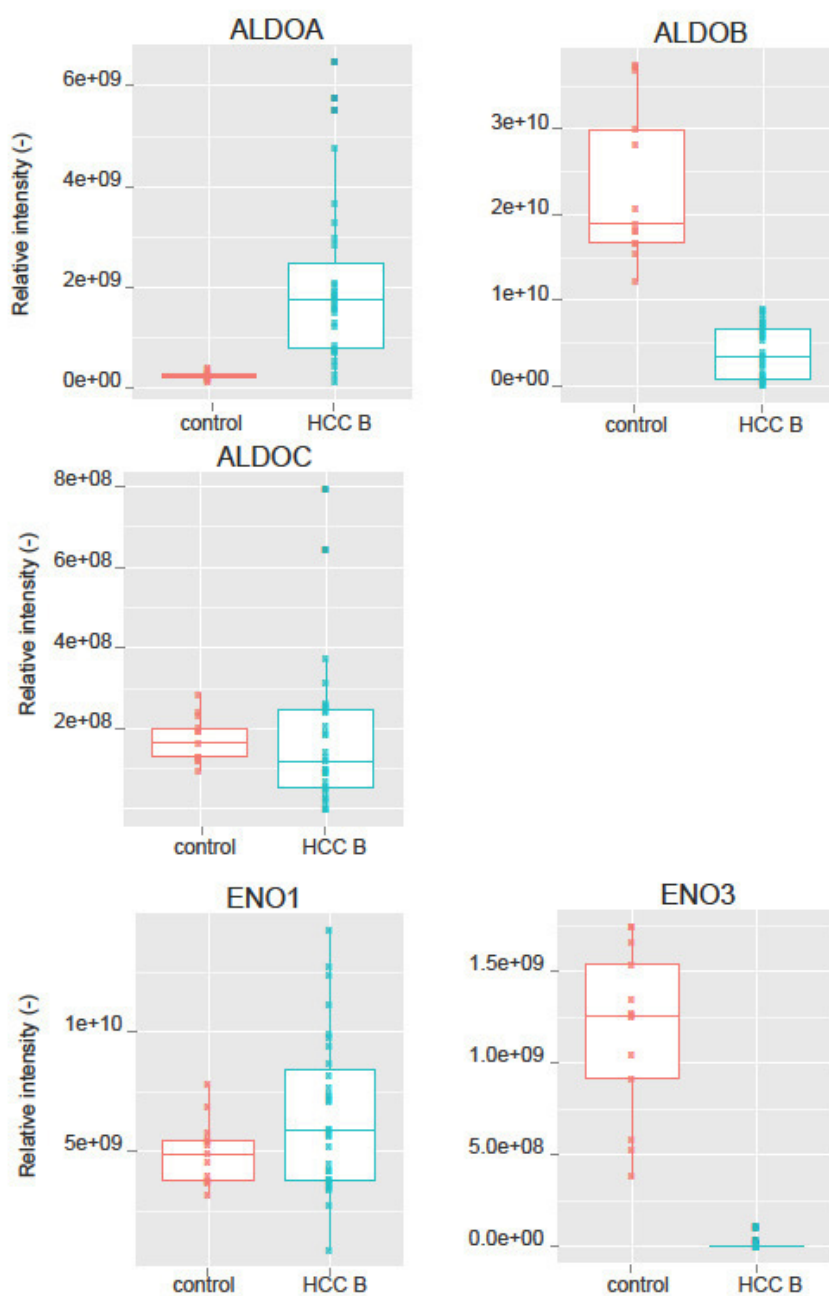 ALDOA
Relative intensity (-)
6e+09
4e+09
2e+09
0e+00
control HCC B
ALDOB
3e+10
2e+10
1e+10
0e+00
control HCC B
ALDOC
Relative intensity (-)
8e+08
6e+08
4e+08
2e+08
control HCC B
ENO1
Relative intensity (-)
1e+10
5e+09
control HCC B
ENO3
1.5e+09
1.0e+09
5.0e+08
0.0e+00
control HCC B